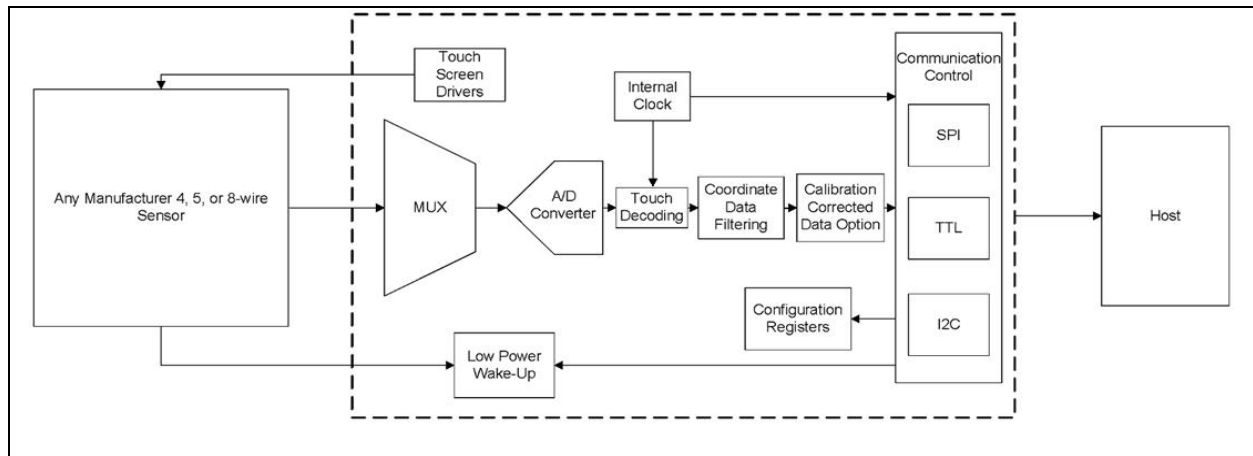 Touch
Screen
Drivers
Communication
Control
Internal
Clock
SPI
Any Manufacturer 4, 5, or 8-wire
Sensor
MUX
A/D
Converter
Touch
Decoding
Coordinate
Data
Filtering
Calibration
Corrected
Data Option
TTL
Host
Configuration
Registers
I2C
Low Power
Wake-Up